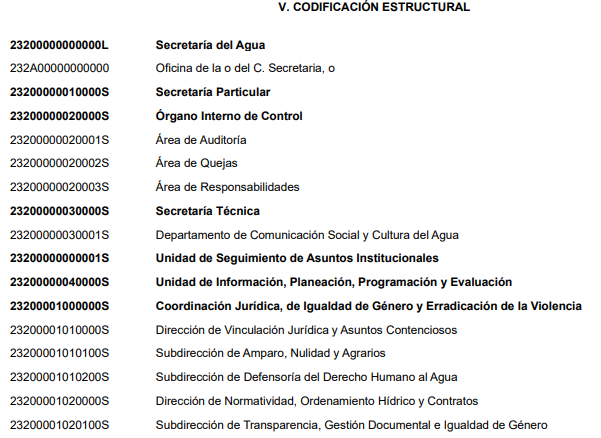 V. CODIFICACIÓN ESTRUCTURAL
23200000000000L Secretaría del Agua
232A00000000000 Oficina de la o del C. Secretaria, o
23200000010000S Secretaría Particular
23200000020000S Órgano Interno de Control
23200000020001S Área de Auditoría
23200000020002S Área de Quejas
23200000020003S Área de Responsabilidades
23200000030000S Secretaría Técnica
23200000030001S Departamento de Comunicación Social y Cultura del Agua
23200000000001S Unidad de Seguimiento de Asuntos Institucionales
23200000040000S Unidad de Información, Planeación, Programación y Evaluación
23200001000000S Coordinación Jurídica, de Igualdad de Género y Erradicación de la Violencia
23200001010000S Dirección de Vinculación Jurídica y Asuntos Contenciosos
23200001010100S Subdirección de Amparo, Nulidad y Agrarios
23200001010200S Subdirección de Defensoría del Derecho Humano al Agua
23200001020000S Dirección de Normatividad, Ordenamiento Hídrico y Contratos
23200001020100S Subdirección de Transparencia, Gestión Documental e Igualdad de Género